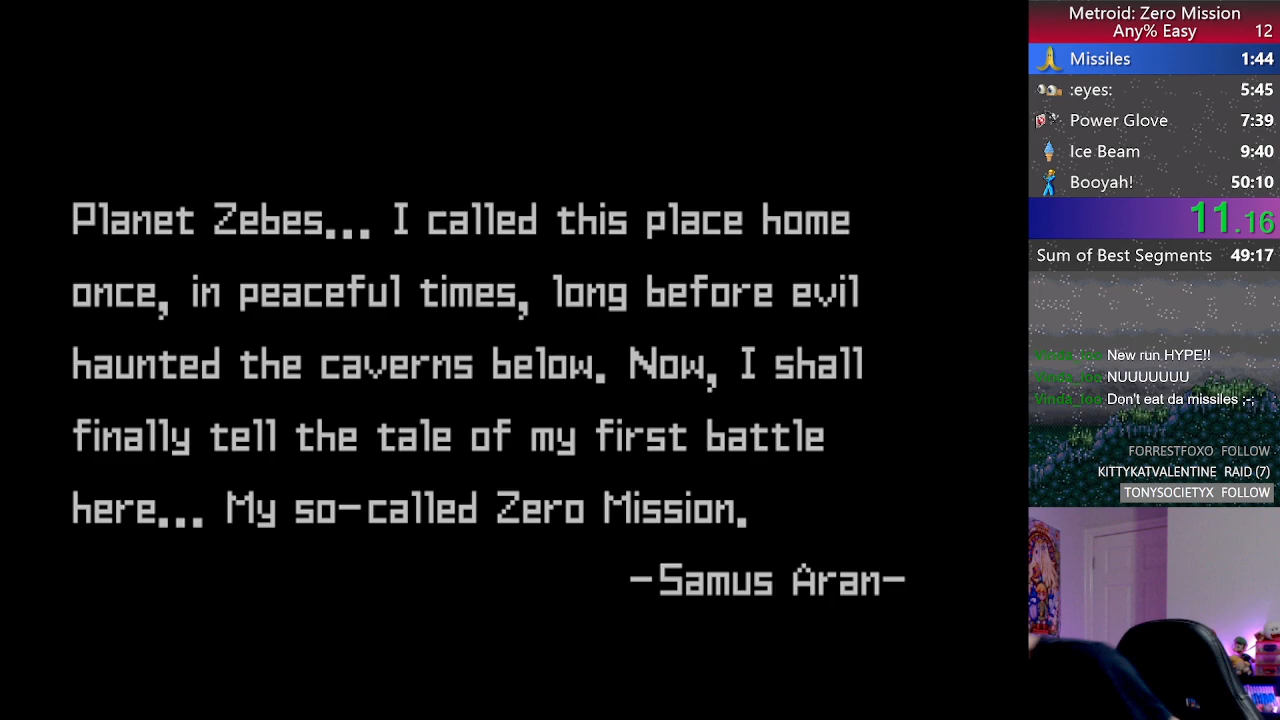 Planet Zebes... I called this place home
once, in peaceful times, long before evil
haunted the caverns below. Now, I shall
finally tell the tale of my first battle
here... My so-called Zero Mission.
-Samus Aran-
Metroid: Zero Mission
Any% Easy 12
Missiles 1:44
:eyes: 5:45
Power Glove 7:39
Ice Beam 9:40
Booyah! 50:10
11.16
Sum of Best Segments 49:17
Vinda_too New run HYPE!!
Vinda_too NUUUUUUU
Vinda_too Don't eat da missiles ;-;
FORRESTFOXO FOLLOW
KITTYKATVALENTINE RAID (7)
TONYSOCIETYX FOLLOW